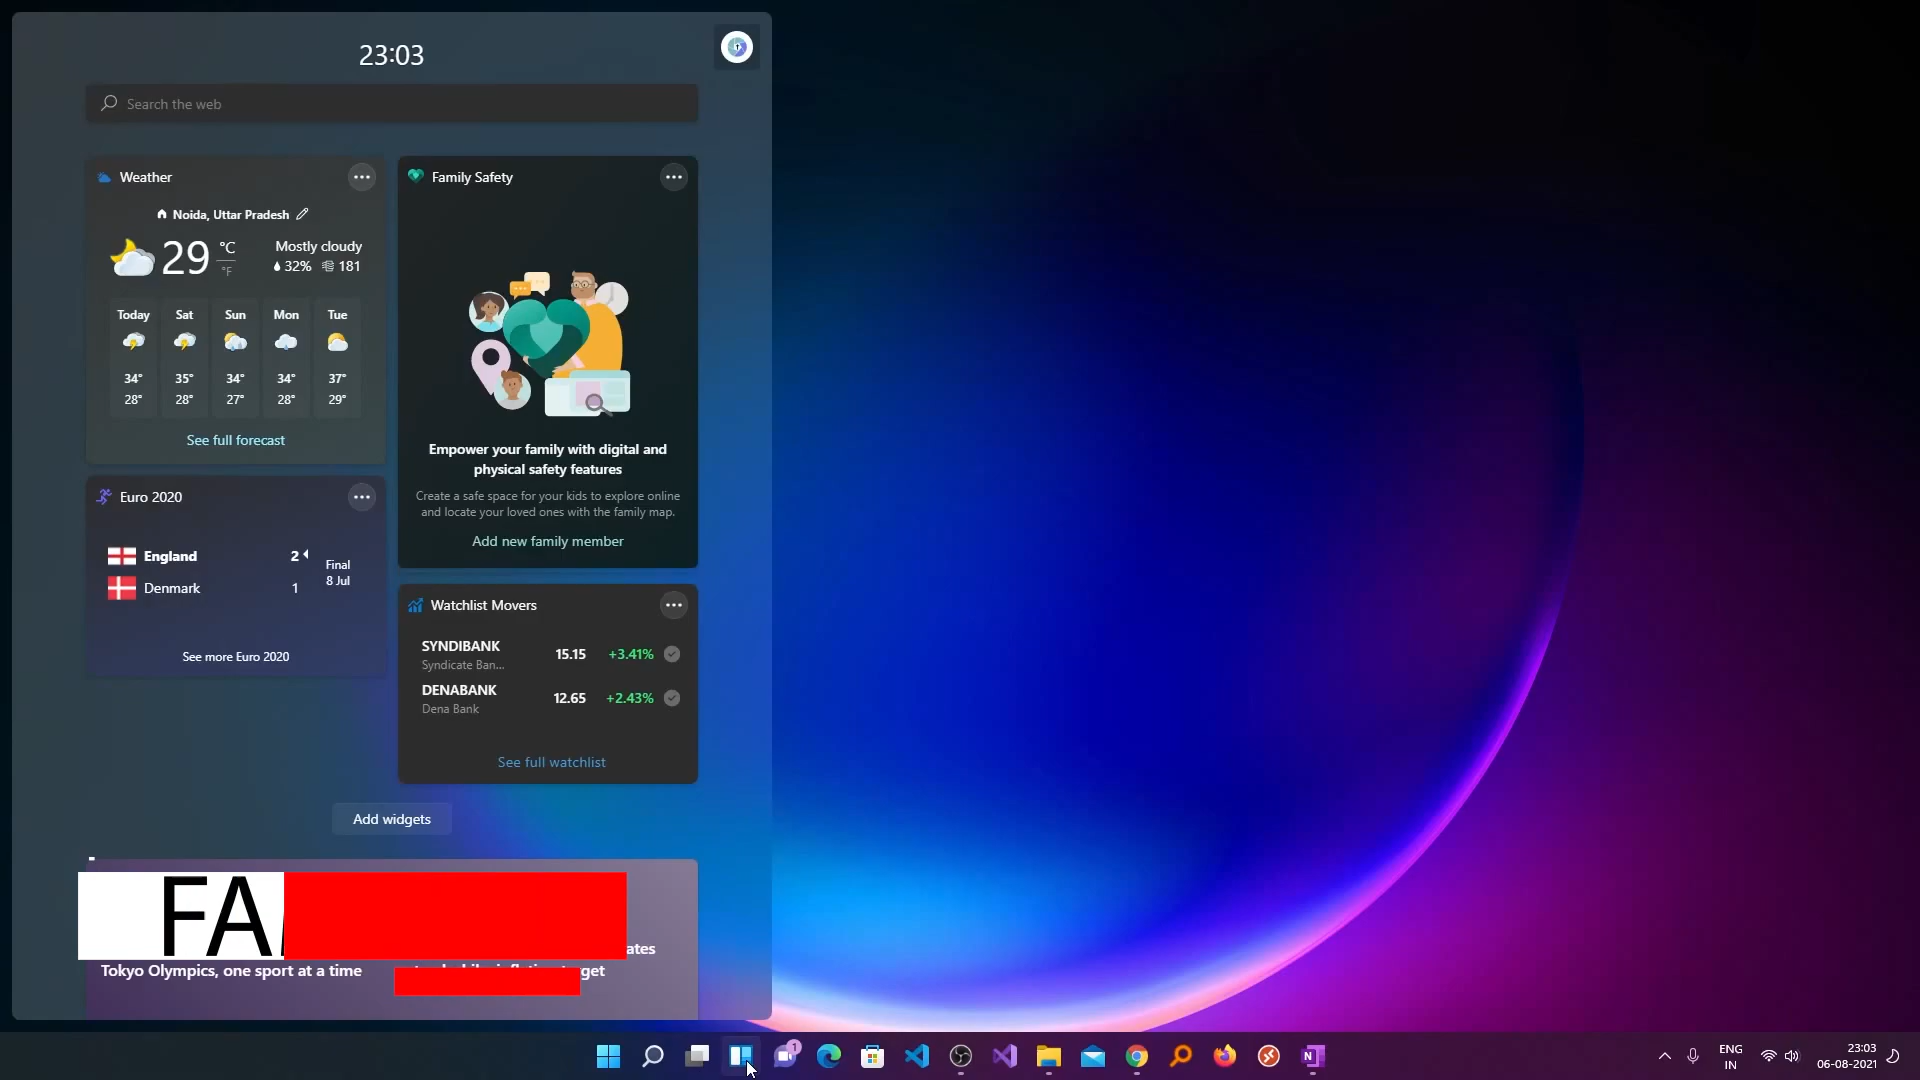 23:03
Search the web
Weather
Noida, Uttar Pradesh
29 °C
°F
Mostly cloudy
32% 181
Today Sat Sun Mon Tue
34° 35° 34° 34° 37°
28° 28° 27° 28° 29°
See full forecast
Family Safety
Empower your family with digital and
physical safety features
Create a safe space for your kids to explore online
and locate your loved ones with the family map.
Add new family member
Euro 2020
England 2
Denmark 1
Final
8 Jul
See more Euro 2020
Watchlist Movers
SYNDIBANK 15.15 +3.41%
Syndicate Ban...
DENABANK 12.65 +2.43%
Dena Bank
See full watchlist
Add widgets
FA
ates
Tokyo Olympics, one sport at a time
get
1
ENG
IN
23:03
06-08-2021